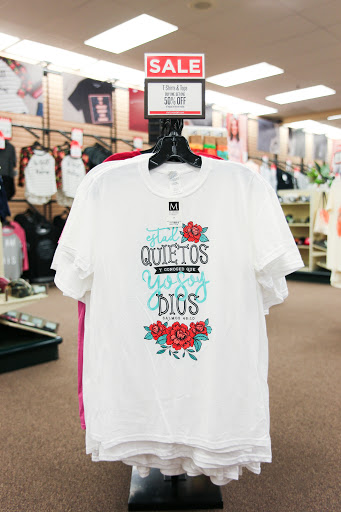 SALE
T-Shirts & Tops
50% OFF
M
estad
QUIETOS
Y CONOCED QUE
Yo soy
DIOS
SALMOS 46:10